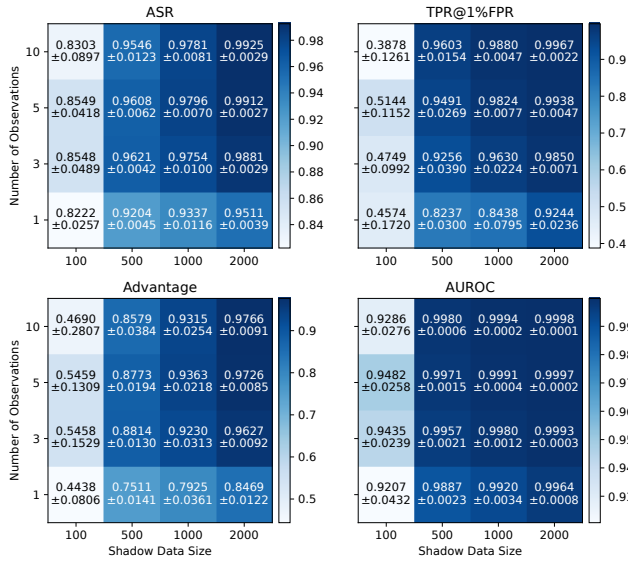 ASR
Number of Observations
10
5
3
1
0.8303 0.9546 0.9781 0.9925
±0.0897 ±0.0123 ±0.0081 ±0.0029
0.8549 0.9608 0.9796 0.9912
±0.0418 ±0.0062 ±0.0070 ±0.0027
0.8548 0.9621 0.9754 0.9881
±0.0489 ±0.0042 ±0.0100 ±0.0029
0.8222 0.9204 0.9337 0.9511
±0.0257 ±0.0045 ±0.0116 ±0.0039
100 500 1000 2000
0.98
0.96
0.94
0.92
0.90
0.88
0.86
0.84
TPR@1%FPR
10
5
3
1
0.3878 0.9603 0.9880 0.9967
±0.1261 ±0.0154 ±0.0047 ±0.0022
0.5144 0.9491 0.9824 0.9938
±0.1152 ±0.0269 ±0.0077 ±0.0047
0.4749 0.9256 0.9630 0.9850
±0.0992 ±0.0390 ±0.0224 ±0.0071
0.4574 0.8237 0.8438 0.9244
±0.1720 ±0.0300 ±0.0795 ±0.0236
100 500 1000 2000
0.9
0.8
0.7
0.6
0.5
0.4
Advantage
Number of Observations
10
5
3
1
0.4690 0.8579 0.9315 0.9766
±0.2807 ±0.0384 ±0.0254 ±0.0091
0.5459 0.8773 0.9363 0.9726
±0.1309 ±0.0194 ±0.0218 ±0.0085
0.5458 0.8814 0.9230 0.9627
±0.1529 ±0.0130 ±0.0313 ±0.0092
0.4438 0.7511 0.7925 0.8469
±0.0806 ±0.0141 ±0.0361 ±0.0122
100 500 1000 2000
Shadow Data Size
0.9
0.8
0.7
0.6
0.5
AUROC
10
5
3
1
0.9286 0.9980 0.9994 0.9998
±0.0276 ±0.0006 ±0.0002 ±0.0001
0.9482 0.9971 0.9991 0.9997
±0.0258 ±0.0015 ±0.0004 ±0.0002
0.9435 0.9957 0.9980 0.9993
±0.0239 ±0.0021 ±0.0012 ±0.0003
0.9207 0.9887 0.9920 0.9964
±0.0432 ±0.0023 ±0.0034 ±0.0008
100 500 1000 2000
Shadow Data Size